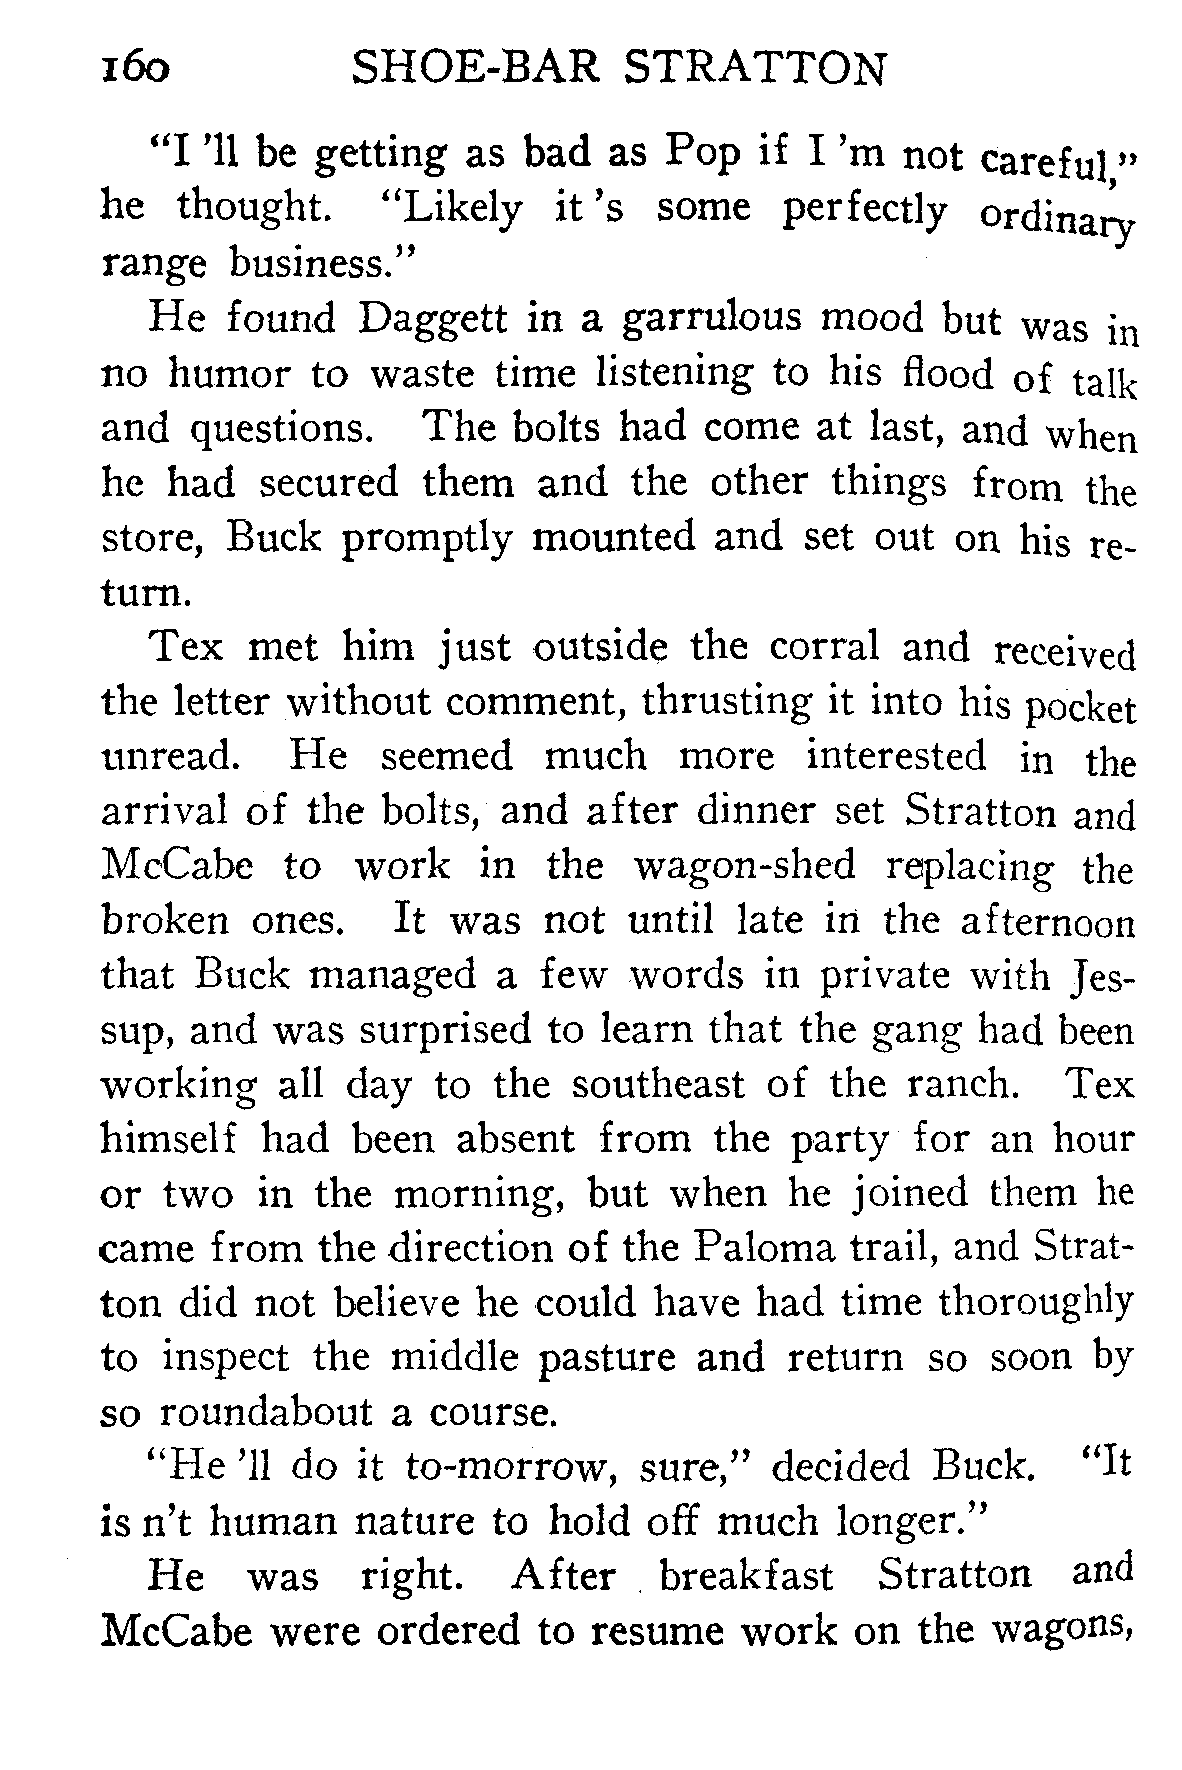 160 SHOE-BAR STRATTON
“I ’ll be getting as bad as Pop if I ’m not careful,”
he thought. “Likely it ’s some perfectly ordinary
range business.”
He found Daggett in a garrulous mood but was in
no humor to waste time listening to his flood of talk
and questions. The bolts had come at last, and when
he had secured them and the other things from the
store, Buck promptly mounted and set out on his re-
turn.
Tex met him just outside the corral and received
the letter without comment, thrusting it into his pocket
unread. He seemed much more interested in the
arrival of the bolts, and after dinner set Stratton and
McCabe to work in the wagon-shed replacing the
broken ones. It was not until late in the afternoon
that Buck managed a few words in private with Jes-
sup, and was surprised to learn that the gang had been
working all day to the southeast of the ranch. Tex
himself had been absent from the party for an hour
or two in the morning, but when he joined them he
came from the direction of the Paloma trail, and Strat-
ton did not believe he could have had time thoroughly
to inspect the middle pasture and return so soon by
so roundabout a course.
“He ’ll do it to-morrow, sure,” decided Buck. “It
is n’t human nature to hold off much longer.”
He was right. After breakfast Stratton and
McCabe were ordered to resume work on the wagons,